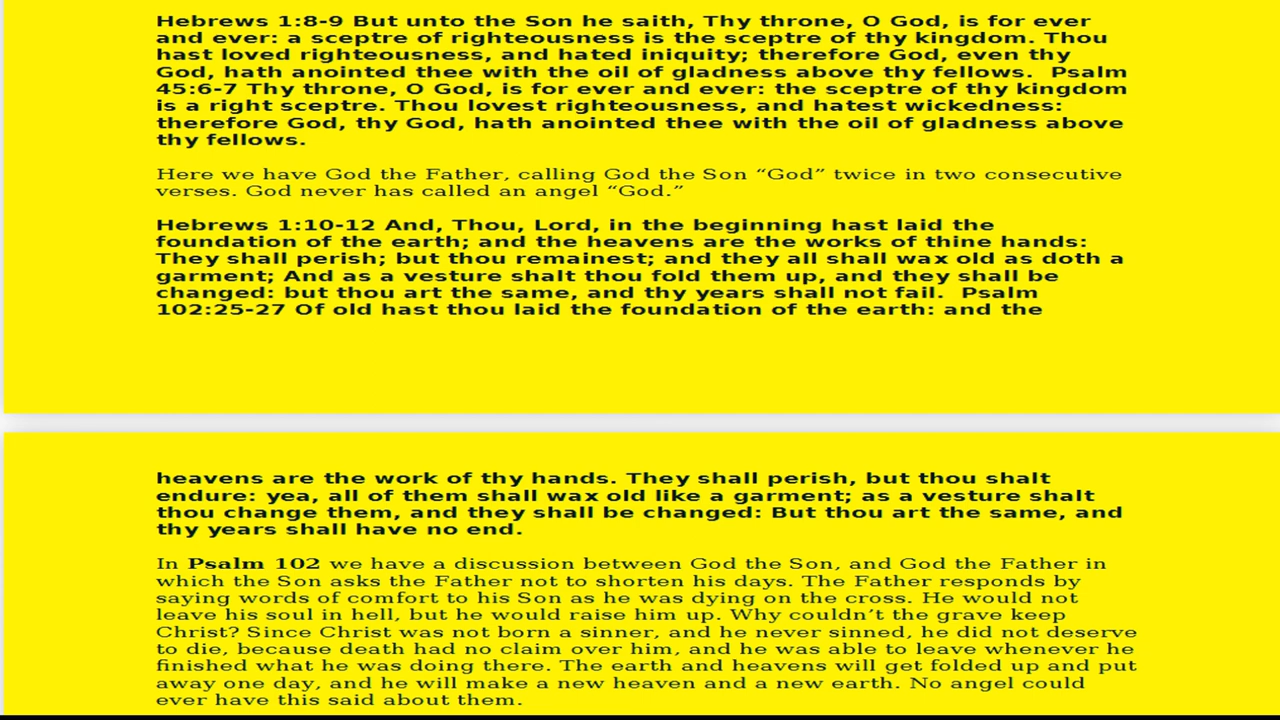 Hebrews 1:8-9 But unto the Son he saith, Thy throne, O God, is for ever
and ever: a sceptre of righteousness is the sceptre of thy kingdom. Thou
hast loved righteousness, and hated iniquity; therefore God, even thy
God, hath anointed thee with the oil of gladness above thy fellows.  Psalm
45:6-7 Thy throne, O God, is for ever and ever: the sceptre of thy kingdom
is a right sceptre. Thou lovest righteousness, and hatest wickedness:
therefore God, thy God, hath anointed thee with the oil of gladness above
thy fellows.
Here we have God the Father, calling God the Son “God” twice in two consecutive
verses. God never has called an angel “God.”
Hebrews 1:10-12 And, Thou, Lord, in the beginning hast laid the
foundation of the earth; and the heavens are the works of thine hands:
They shall perish; but thou remainest; and they all shall wax old as doth a
garment; And as a vesture shalt thou fold them up, and they shall be
changed: but thou art the same, and thy years shall not fail.  Psalm
102:25-27 Of old hast thou laid the foundation of the earth: and the
heavens are the work of thy hands. They shall perish, but thou shalt
endure: yea, all of them shall wax old like a garment; as a vesture shalt
thou change them, and they shall be changed: But thou art the same, and
thy years shall have no end.
In Psalm 102 we have a discussion between God the Son, and God the Father in
which the Son asks the Father not to shorten his days. The Father responds by
saying words of comfort to his Son as he was dying on the cross. He would not
leave his soul in hell, but he would raise him up. Why couldn’t the grave keep
Christ? Since Christ was not born a sinner, and he never sinned, he did not deserve
to die, because death had no claim over him, and he was able to leave whenever he
finished what he was doing there. The earth and heavens will get folded up and put
away one day, and he will make a new heaven and a new earth. No angel could
ever have this said about them.